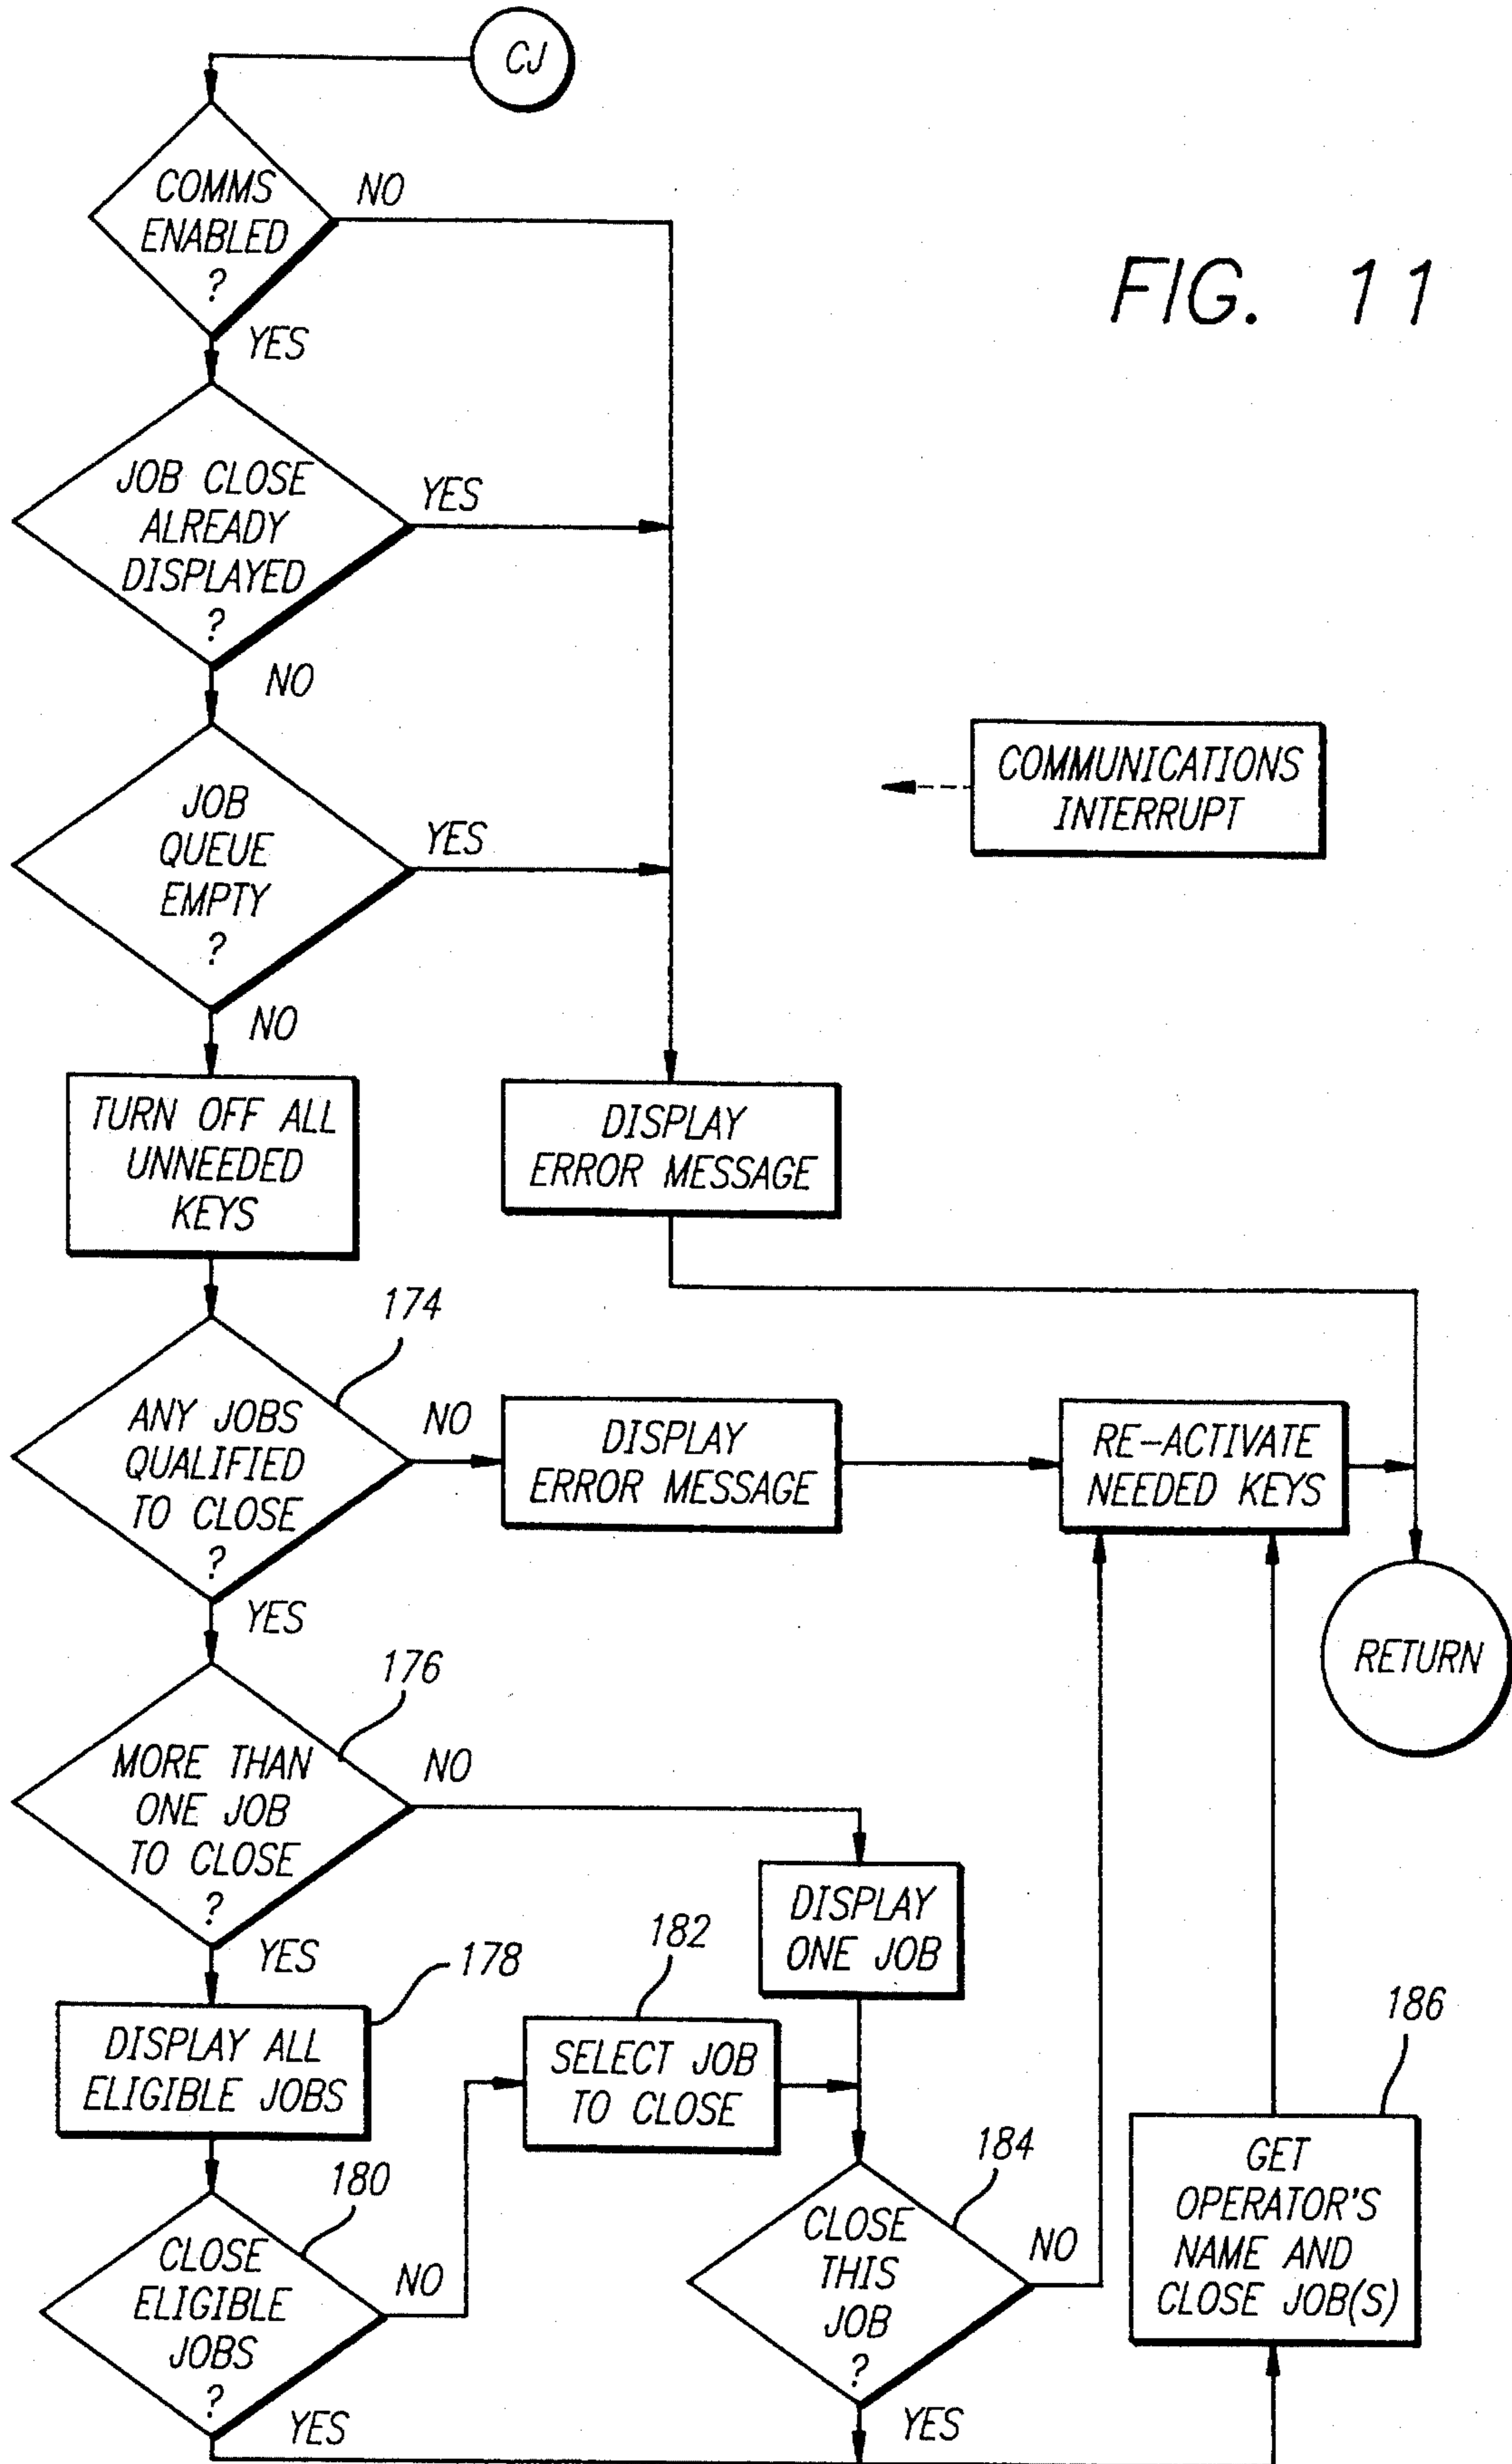 CJ
COMMS
ENABLED
?
NO
YES
FIG. 11
JOB CLOSE
ALREADY
DISPLAYED
?
YES
NO
COMMUNICATIONS
INTERRUPT
JOB
QUEUE
EMPTY
?
YES
NO
TURN OFF ALL
UNNEEDED
KEYS
DISPLAY
ERROR MESSAGE
174
ANY JOBS
QUALIFIED
TO CLOSE
?
NO
YES
DISPLAY
ERROR MESSAGE
RE-ACTIVATE
NEEDED KEYS
RETURN
176
MORE THAN
ONE JOB
TO CLOSE
?
NO
YES
DISPLAY
ONE JOB
178
DISPLAY ALL
ELIGIBLE JOBS
182
SELECT JOB
TO CLOSE
180
CLOSE
ELIGIBLE
JOBS
?
NO
YES
184
CLOSE
THIS
JOB
?
NO
YES
186
GET
OPERATOR'S
NAME AND
CLOSE JOB(S)